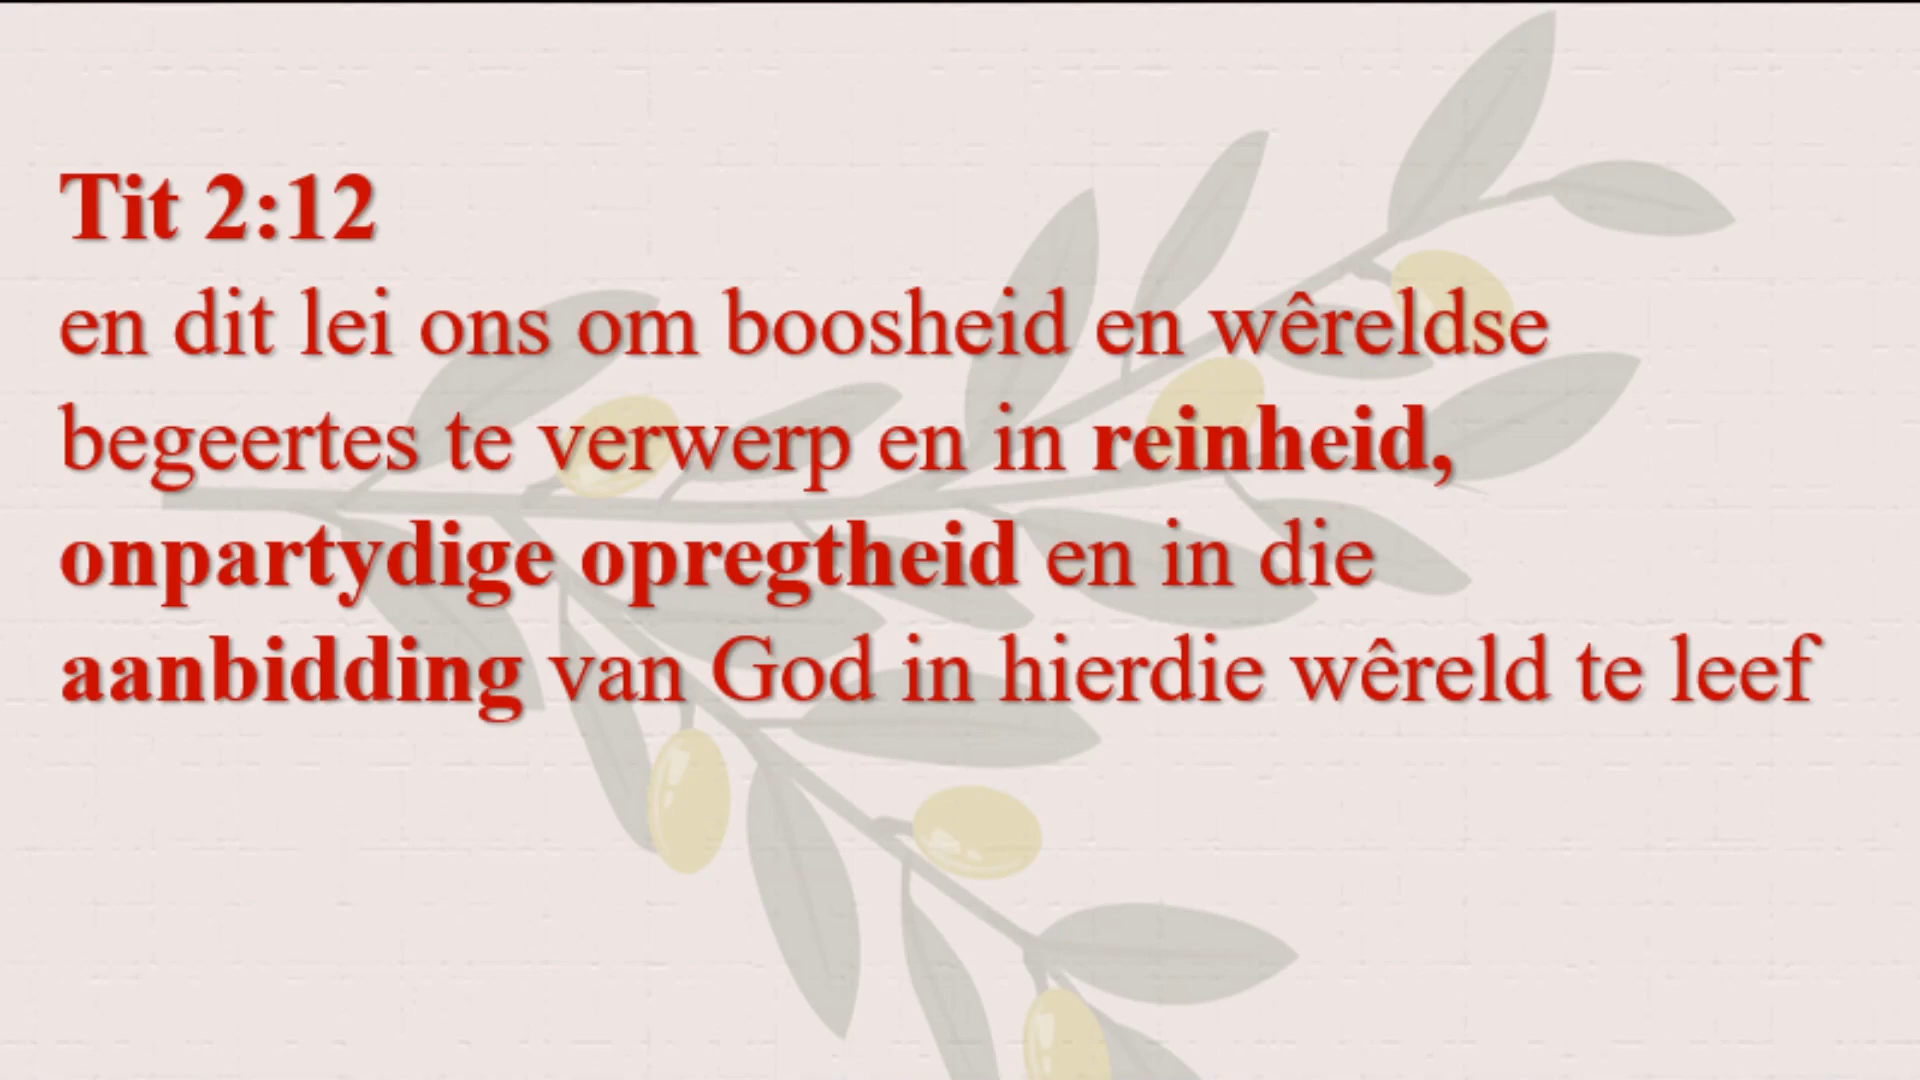 Tit 2:12
en dit lei ons om boosheid en wêreldse
begeertes te verwerp en in reinheid,
onpartydige opregtheid en in die
aanbidding van God in hierdie wêreld te leef